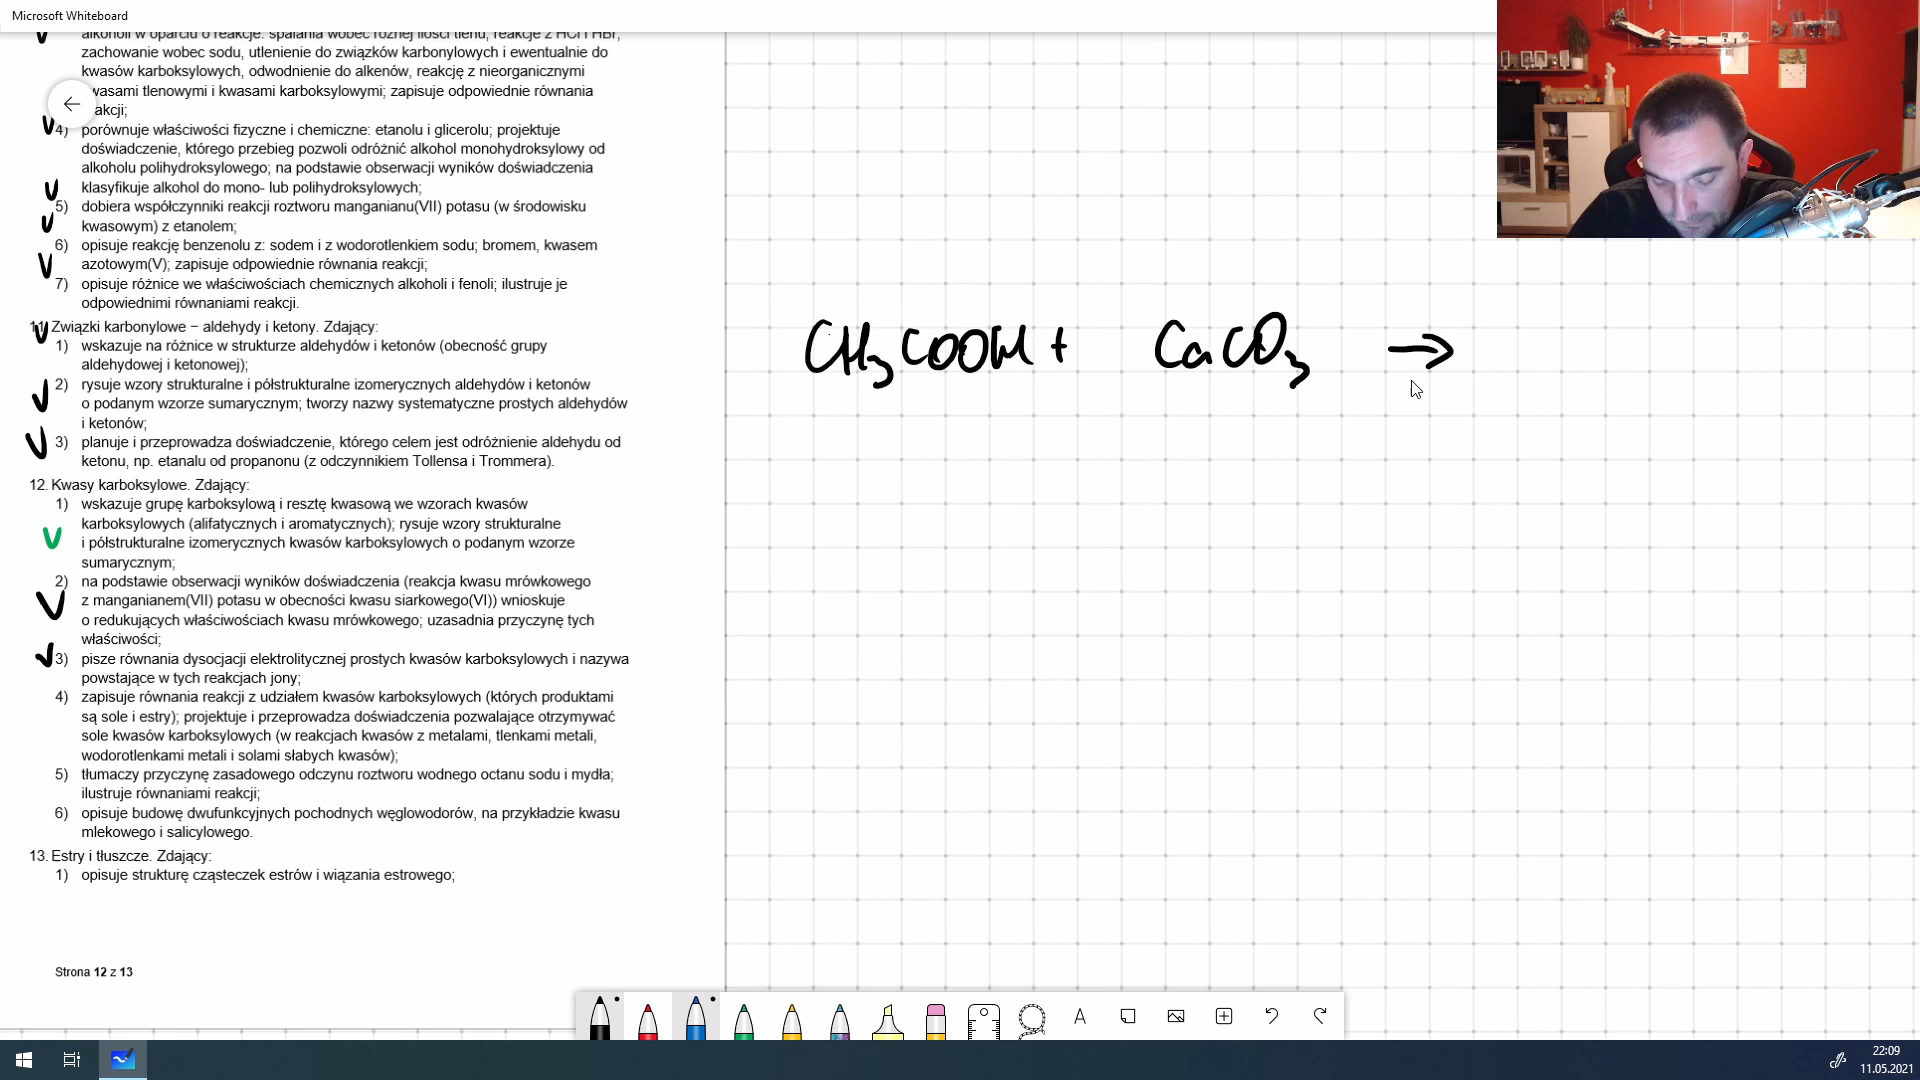 Microsoft Whiteboard
alkoholi w oparciu o reakcje: spalania wobec różnej ilości tlenu, reakcje z HCl i HBr,
zachowanie wobec sodu, utlenienie do związków karbonylowych i ewentualnie do
kwasów karboksylowych, odwodnienie do alkenów, reakcję z nieorganicznymi
wasami tlenowymi i kwasami karboksylowymi; zapisuje odpowiednie równania
akcji;
4) porównuje właściwości fizyczne i chemiczne: etanolu i glicerolu; projektuje
doświadczenie, którego przebieg pozwoli odróżnić alkohol monohydroksylowy od
alkoholu polihydroksylowego; na podstawie obserwacji wyników doświadczenia
klasyfikuje alkohol do mono- lub polihydroksylowych;
5) dobiera współczynniki reakcji roztworu manganianu(VII) potasu (w środowisku
kwasowym) z etanolem;
6) opisuje reakcję benzenolu z: sodem i z wodorotlenkiem sodu; bromem, kwasem
azotowym(V); zapisuje odpowiednie równania reakcji;
7) opisuje różnice we właściwościach chemicznych alkoholi i fenoli; ilustruje je
odpowiednimi równaniami reakcji.
11. Związki karbonylowe − aldehydy i ketony. Zdający:
1) wskazuje na różnice w strukturze aldehydów i ketonów (obecność grupy
aldehydowej i ketonowej);
2) rysuje wzory strukturalne i półstrukturalne izomerycznych aldehydów i ketonów
o podanym wzorze sumarycznym; tworzy nazwy systematyczne prostych aldehydów
i ketonów;
3) planuje i przeprowadza doświadczenie, którego celem jest odróżnienie aldehydu od
ketonu, np. etanalu od propanonu (z odczynnikiem Tollensa i Trommera).
12. Kwasy karboksylowe. Zdający:
1) wskazuje grupę karboksylową i resztę kwasową we wzorach kwasów
karboksylowych (alifatycznych i aromatycznych); rysuje wzory strukturalne
i półstrukturalne izomerycznych kwasów karboksylowych o podanym wzorze
sumarycznym;
2) na podstawie obserwacji wyników doświadczenia (reakcja kwasu mrówkowego
z manganianem(VII) potasu w obecności kwasu siarkowego(VI)) wnioskuje
o redukujących właściwościach kwasu mrówkowego; uzasadnia przyczynę tych
właściwości;
3) pisze równania dysocjacji elektrolitycznej prostych kwasów karboksylowych i nazywa
powstające w tych reakcjach jony;
4) zapisuje równania reakcji z udziałem kwasów karboksylowych (których produktami
są sole i estry); projektuje i przeprowadza doświadczenia pozwalające otrzymywać
sole kwasów karboksylowych (w reakcjach kwasów z metalami, tlenkami metali,
wodorotlenkami metali i solami słabych kwasów);
5) tłumaczy przyczynę zasadowego odczynu roztworu wodnego octanu sodu i mydła;
ilustruje równaniami reakcji;
6) opisuje budowę dwufunkcyjnych pochodnych węglowodorów, na przykładzie kwasu
mlekowego i salicylowego.
13. Estry i tłuszcze. Zdający:
1) opisuje strukturę cząsteczek estrów i wiązania estrowego;
Strona 12 z 13
CH₃COOH + CaCO₃ →
A
22:09
11.05.2021